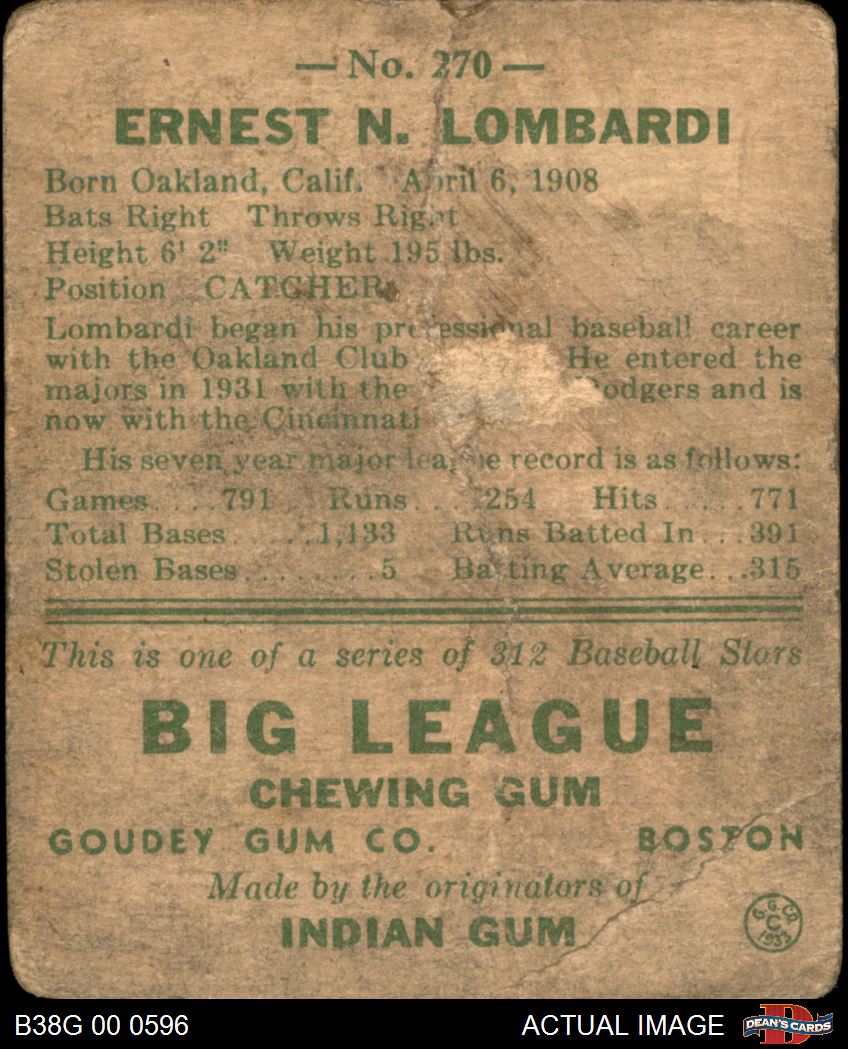 — No. 270 —
ERNEST N. LOMBARDI
Born Oakland, Calif. April 6, 1908
Bats Right Throws Right
Height 6' 2" Weight 195 lbs.
Position CATCHER
Lombardi began his professional baseball career
with the Oakland Club He entered the
majors in 1931 with the Dodgers and is
now with the Cincinnati
His seven year major league record is as follows:
Games....791 Runs....254 Hits.....771
Total Bases.....1,133 Runs Batted In...391
Stolen Bases........5 Batting Average...315
This is one of a series of 312 Baseball Stars
BIG LEAGUE
CHEWING GUM
GOUDEY GUM CO. BOSTON
Made by the originators of
INDIAN GUM
G.G.CO.
C
1933
B38G 00 0596 ACTUAL IMAGE DEAN'S CARDS